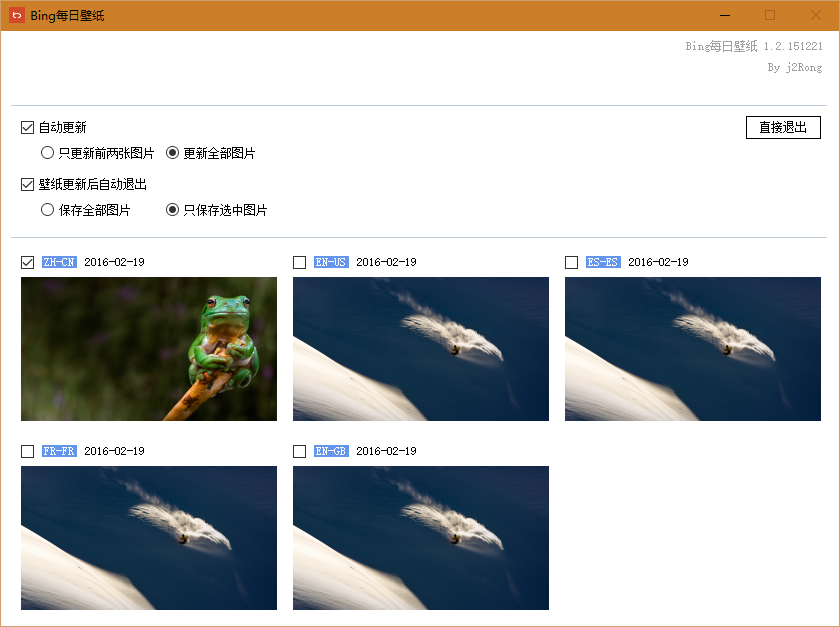 Bing每日壁纸
Bing每日壁纸 1.2.151221
By j2Rong
自动更新
直接退出
只更新前两张图片 更新全部图片
壁纸更新后自动退出
保存全部图片 只保存选中图片
ZH-CN 2016-02-19 EN-US 2016-02-19 ES-ES 2016-02-19
FR-FR 2016-02-19 EN-GB 2016-02-19